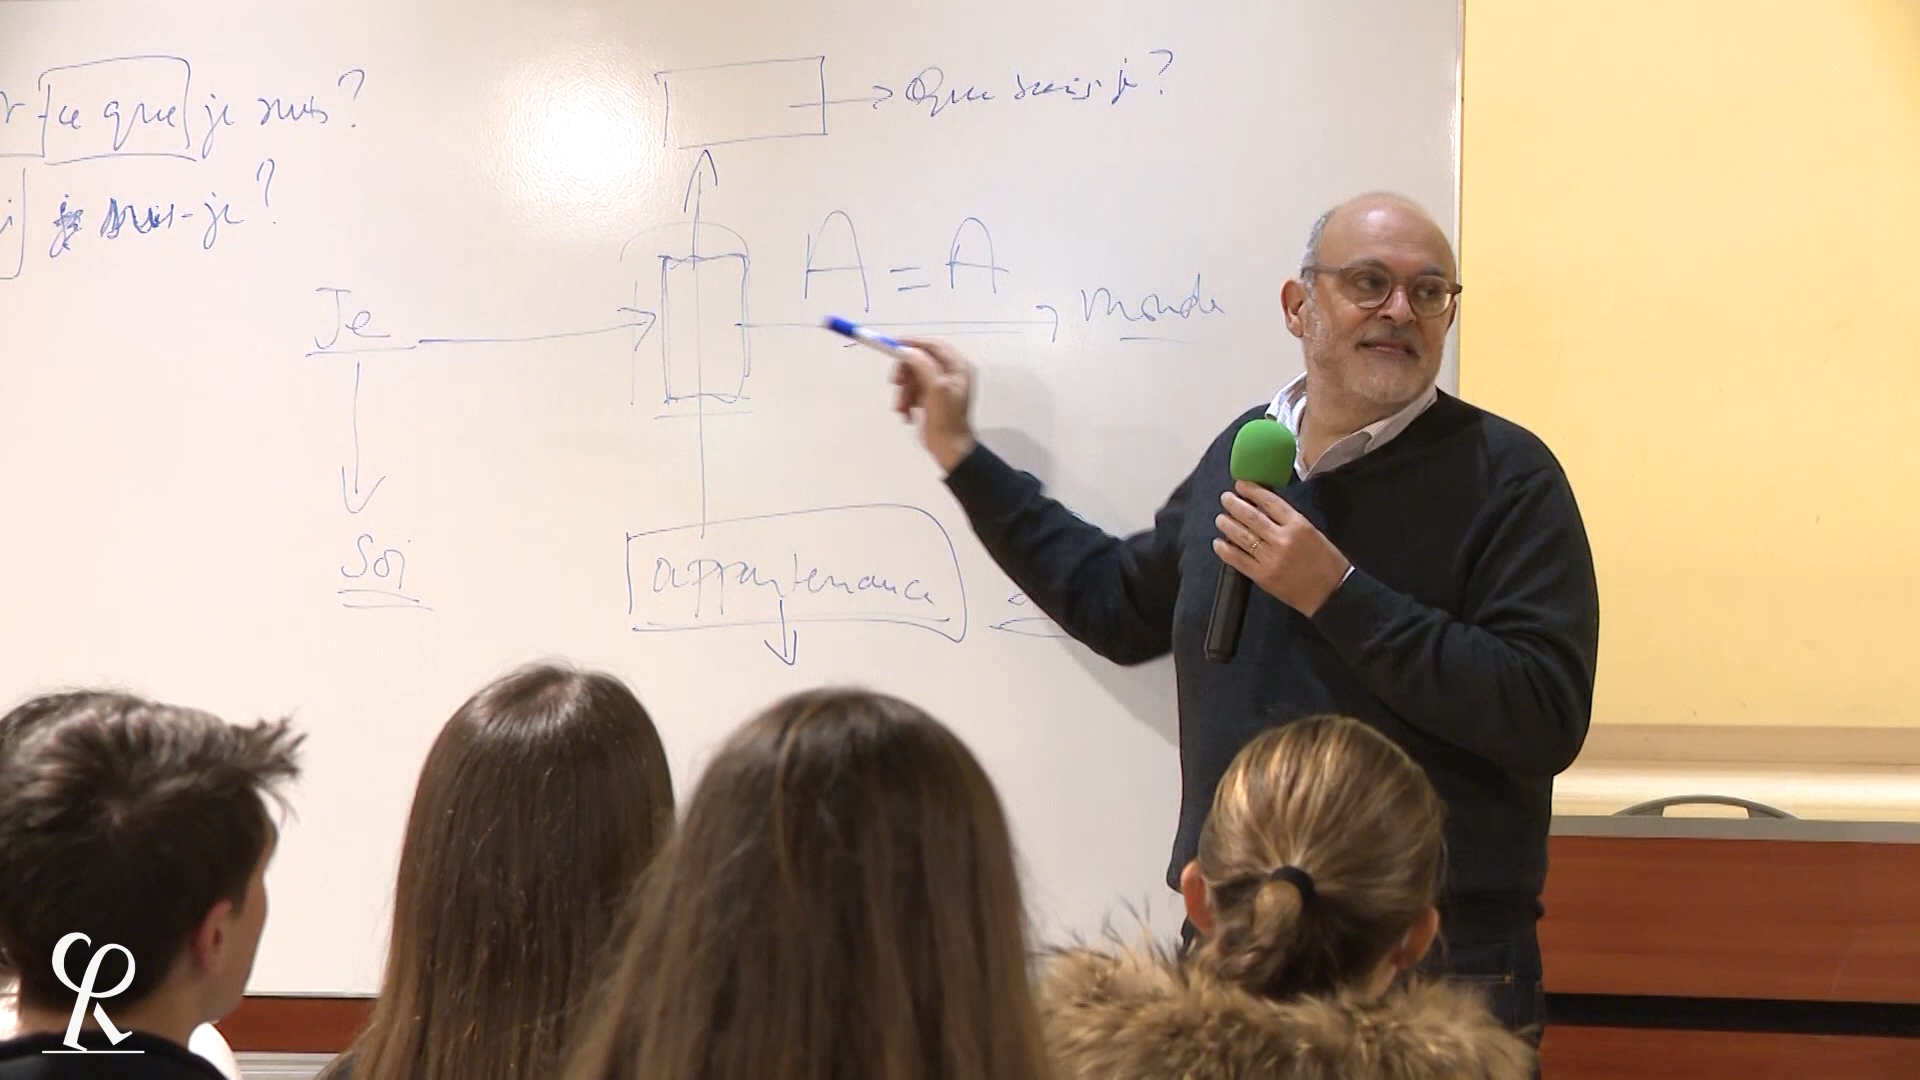 ce que je suis?
suis-je?
Que suis-je?
A = A
Je
monde
Soi
appartenance